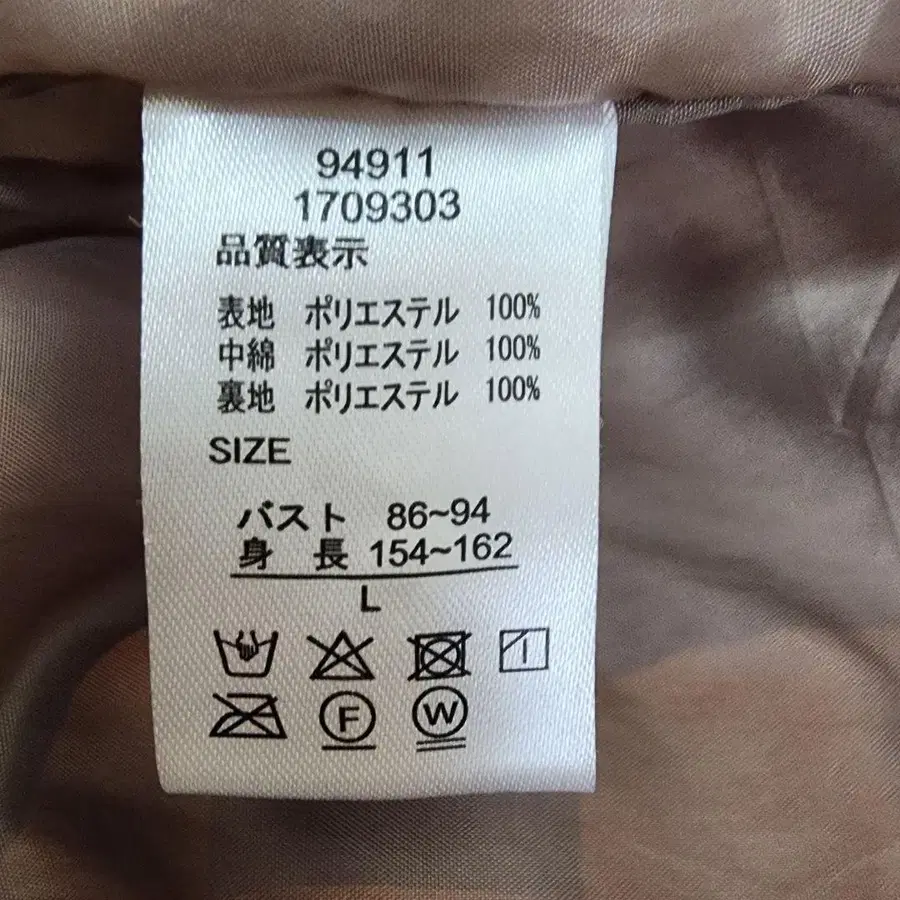 94911
1709303
品質表示
表地 ポリエステル 100%
中綿 ポリエステル 100%
裏地 ポリエステル 100%
SIZE
バスト 86~94
身 長 154~162
L
F W